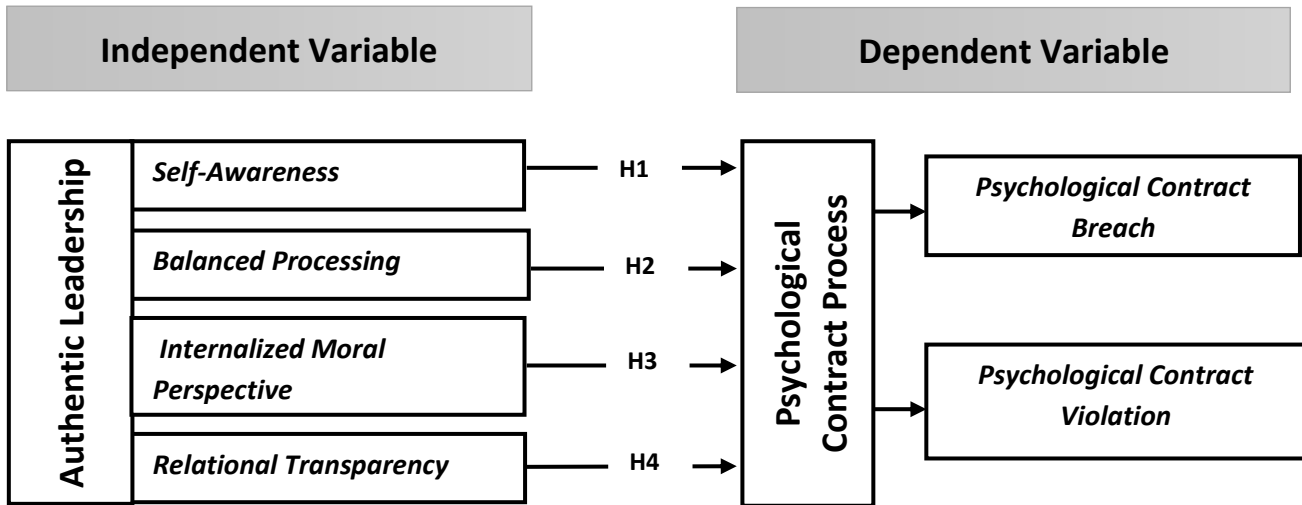 Independent Variable
Dependent Variable
Authentic Leadership
Self-Awareness
Balanced Processing
Internalized Moral
Perspective
Relational Transparency
H1
H2
H3
H4
Psychological
Contract Process
Psychological Contract
Breach
Psychological Contract
Violation